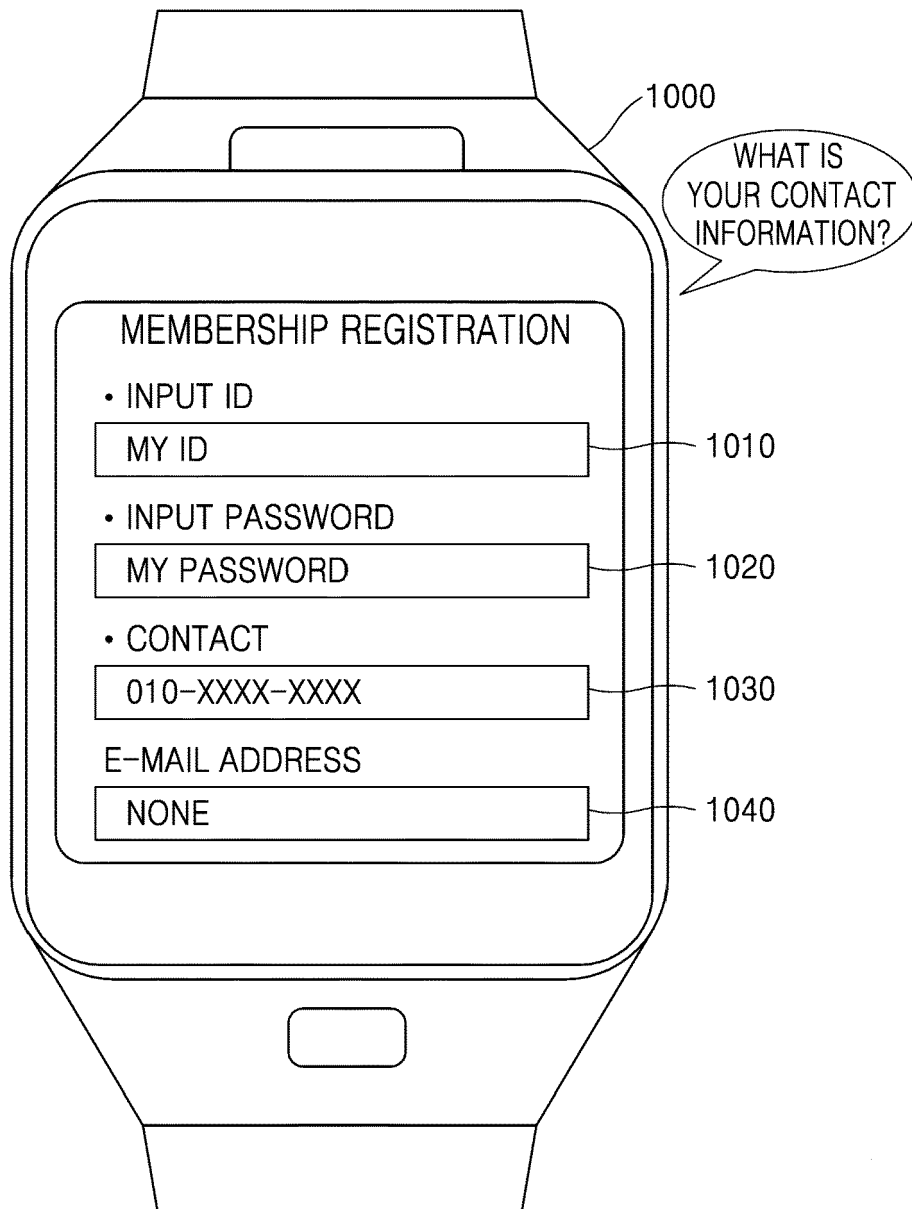 1000
WHAT IS
YOUR CONTACT
INFORMATION?
MEMBERSHIP REGISTRATION
• INPUT ID
MY ID
1010
• INPUT PASSWORD
MY PASSWORD
1020
• CONTACT
010-XXXX-XXXX
1030
E-MAIL ADDRESS
NONE
1040